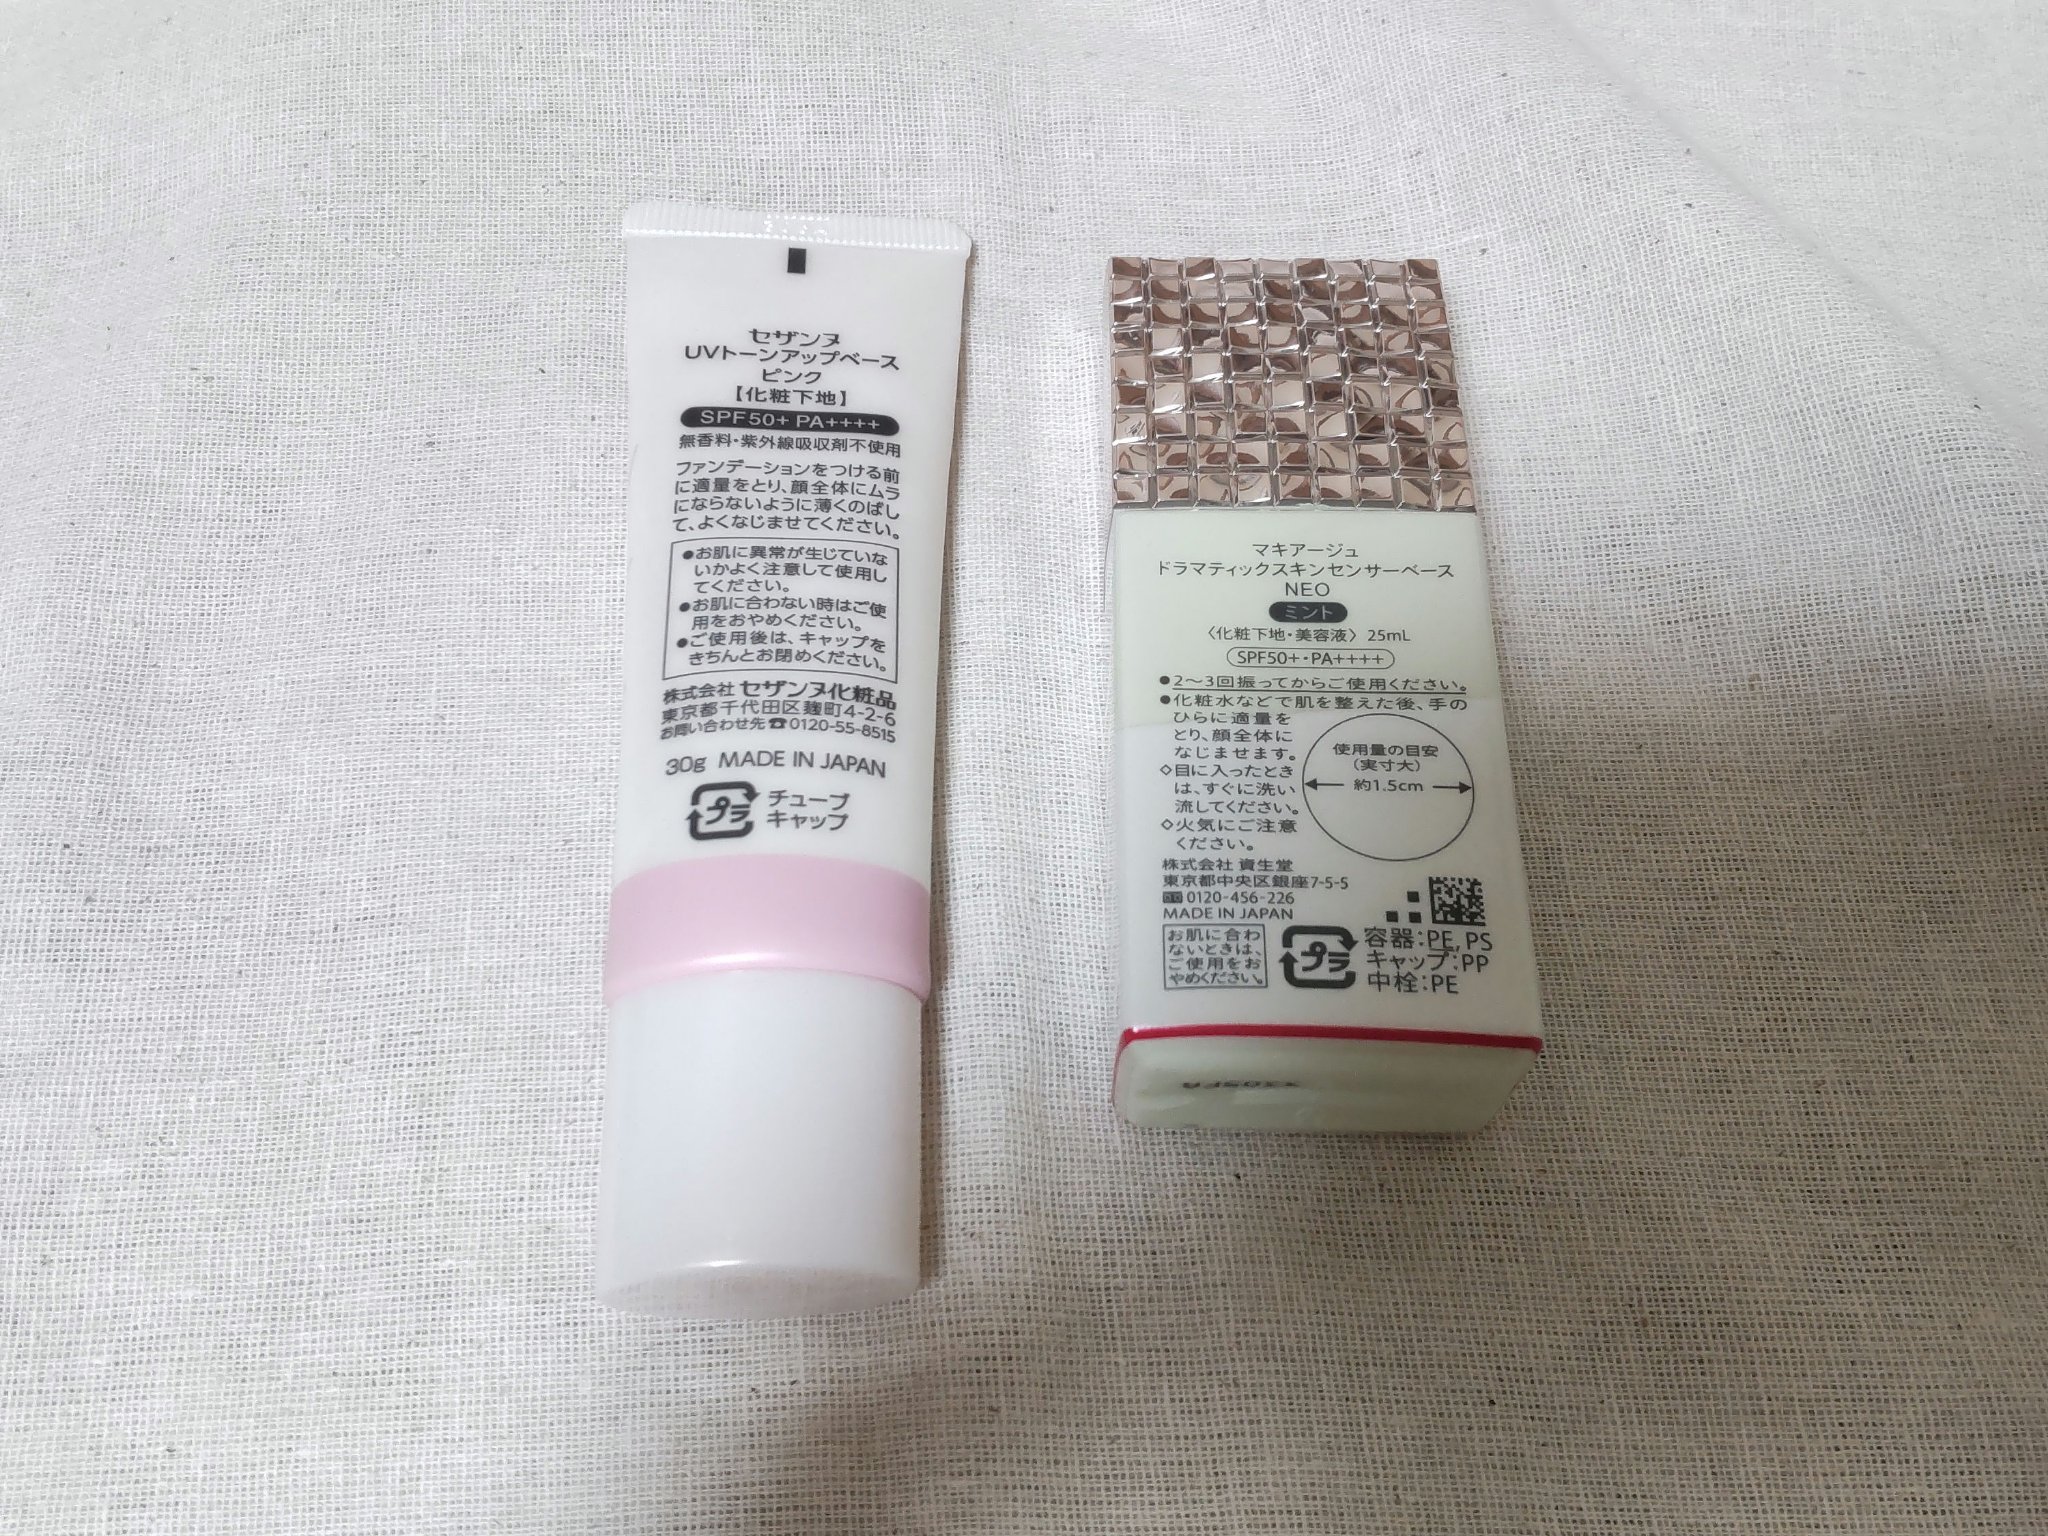 セザンヌ
UVトーンアップベース
ピンク
【化粧下地】
SPF50+ PA++++
無香料・紫外線吸収剤不使用
ファンデーションをつける前
に適量をとり、顔全体にムラ
にならないように薄くのばし
て、よくなじませてください。
●お肌に異常が生じていな
いかよく注意して使用し
てください。
●お肌に合わない時はご使
用をおやめください。
●ご使用後は、キャップを
きちんとお閉めください。
株式会社 セザンヌ化粧品
東京都千代田区麹町4-2-6
お問い合わせ先 ☎0120-55-8515
30g MADE IN JAPAN
プラ
チューブ
キャップ
マキアージュ
ドラマティックスキンセンサーベース
NEO
ミント
〈化粧下地・美容液〉 25mL
SPF50+・PA++++
●2〜3回振ってからご使用ください。
●化粧水などで肌を整えた後、手の
ひらに適量を
とり、顔全体に
なじませます。
◇目に入ったとき
は、すぐに洗い
流してください。
◇火気にご注意
ください。
使用量の目安
(実寸大)
約1.5cm
株式会社 資生堂
東京都中央区銀座7-5-5
0120-456-226
MADE IN JAPAN
お肌に合わ
ないときは、
ご使用をお
やめください。
プラ
容器:PE, PS
キャップ:PP
中栓:PE